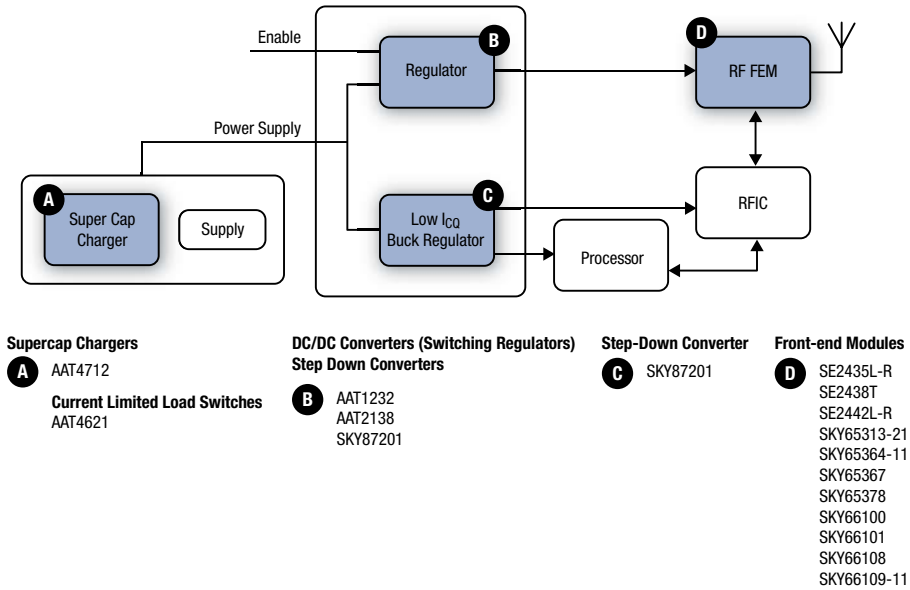 Enable
B
Regulator
D
RF FEM
Power Supply
A
Super Cap
Charger
Supply
C
Low ICQ
Buck Regulator
RFIC
Processor
Supercap Chargers
A
AAT4712
Current Limited Load Switches
AAT4621
DC/DC Converters (Switching Regulators)
Step Down Converters
B
AAT1232
AAT2138
SKY87201
Step-Down Converter
C
SKY87201
Front-end Modules
D
SE2435L-R
SE2438T
SE2442L-R
SKY65313-21
SKY65364-11
SKY65367
SKY65378
SKY66100
SKY66101
SKY66108
SKY66109-11